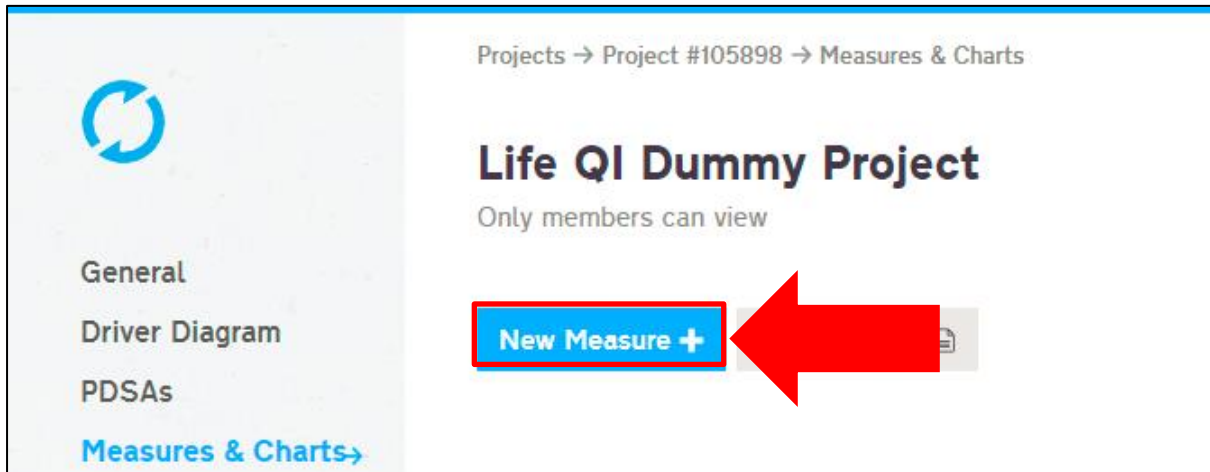 Projects → Project #105898 → Measures & Charts
Life QI Dummy Project
Only members can view
General
Driver Diagram
PDSAs
Measures & Charts→
New Measure +